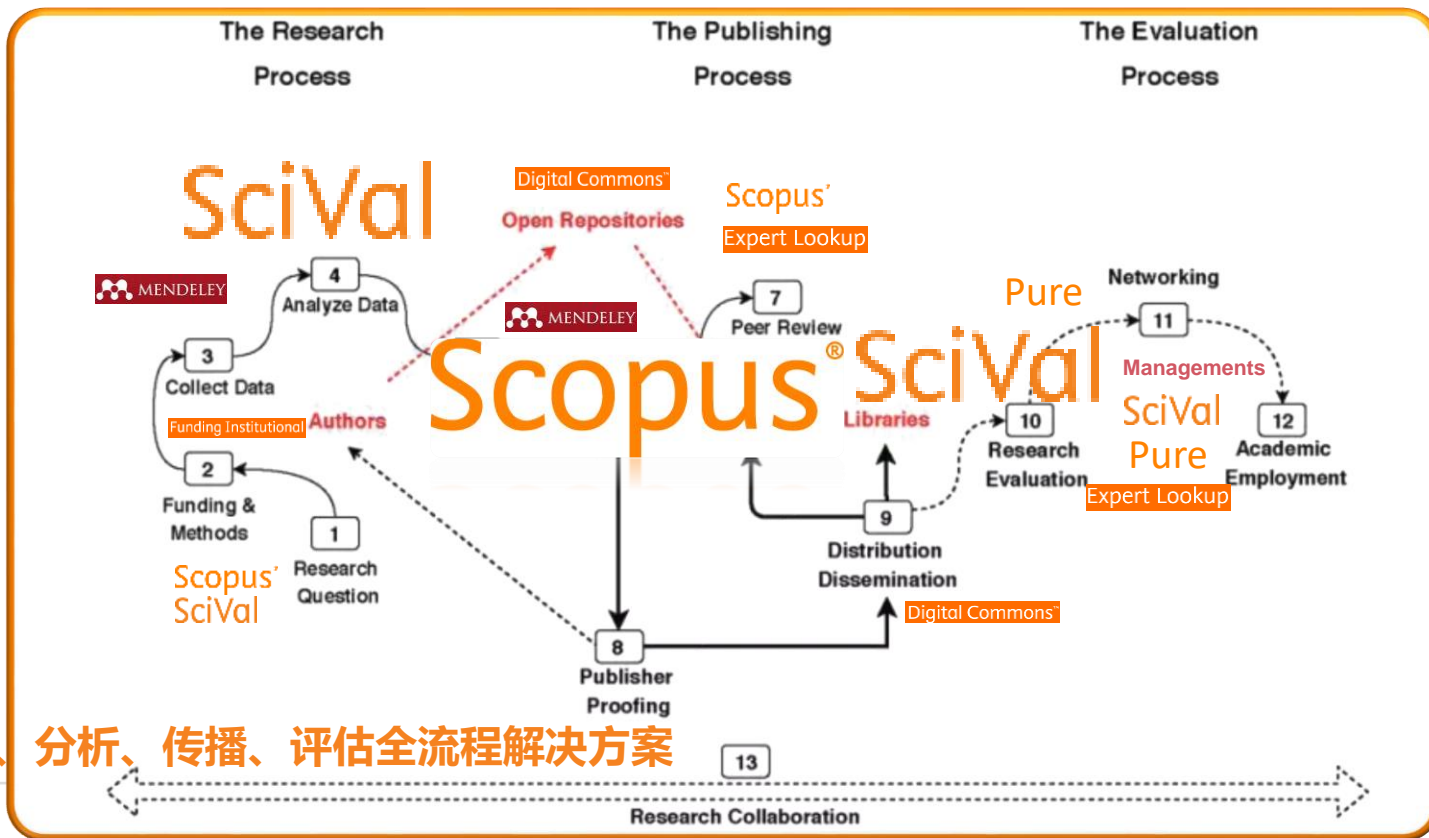 The Research
Process
The Publishing
Process
The Evaluation
Process
SciVal
Digital Commons™
Open Repositories
Scopus’
Expert Lookup
MENDELEY
4
Analyze Data
MENDELEY
7
Peer Review
Pure
Networking
11
3
Collect Data
Scopus®
SciVal
Managements
SciVal
Pure
Expert Lookup
Funding Institutional
Authors
Libraries
10
Research
Evaluation
12
Academic
Employment
2
Funding &
Methods
1
Research
Question
Scopus’
SciVal
9
Distribution
Dissemination
Digital Commons™
8
Publisher
Proofing
、分析、传播、评估全流程解决方案
13
Research Collaboration